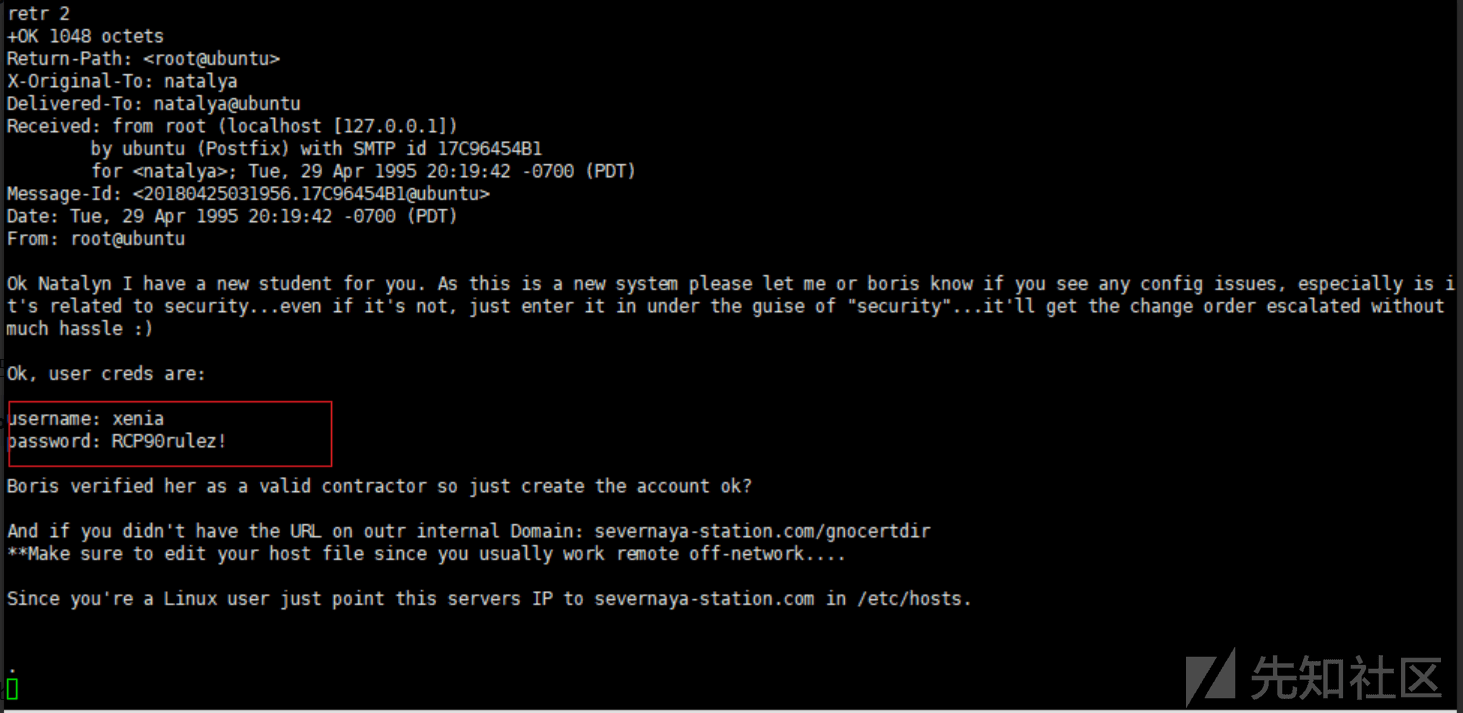 retr 2
+OK 1048 octets
Return-Path: <root@ubuntu>
X-Original-To: natalya
Delivered-To: natalya@ubuntu
Received: from root (localhost [127.0.0.1])
        by ubuntu (Postfix) with SMTP id 17C96454B1
        for <natalya>; Tue, 29 Apr 1995 20:19:42 -0700 (PDT)
Message-Id: <20180425031956.17C96454B1@ubuntu>
Date: Tue, 29 Apr 1995 20:19:42 -0700 (PDT)
From: root@ubuntu

Ok Natalyn I have a new student for you. As this is a new system please let me or boris know if you see any config issues, especially is i
t's related to security...even if it's not, just enter it in under the guise of "security"...it'll get the change order escalated without
much hassle :)

Ok, user creds are:

username: xenia
password: RCP90rulez!

Boris verified her as a valid contractor so just create the account ok?

And if you didn't have the URL on outr internal Domain: severnaya-station.com/gnocertdir
**Make sure to edit your host file since you usually work remote off-network....

Since you're a Linux user just point this servers IP to severnaya-station.com in /etc/hosts.

.
先知社区